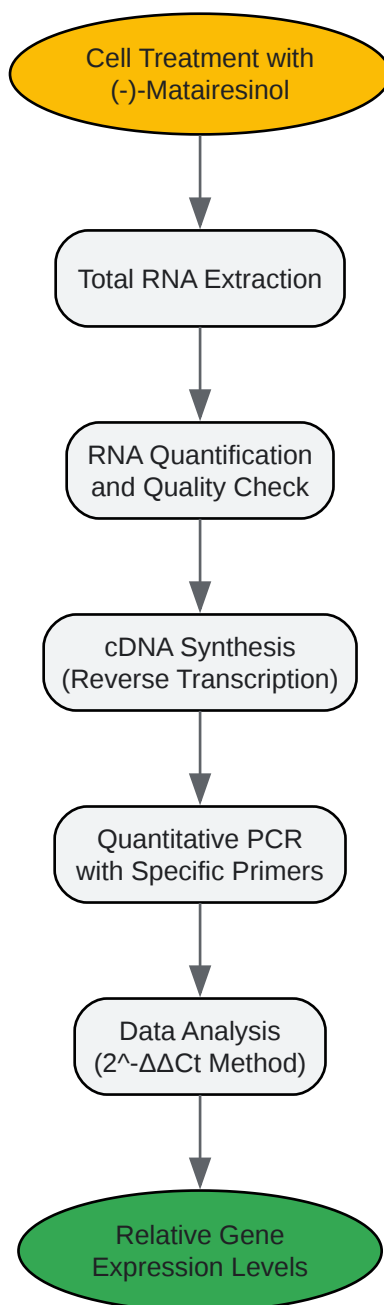 Cell Treatment with
(-)-Matairesinol
Total RNA Extraction
RNA Quantification
and Quality Check
cDNA Synthesis
(Reverse Transcription)
Quantitative PCR
with Specific Primers
Data Analysis
(2^-ΔΔCt Method)
Relative Gene
Expression Levels